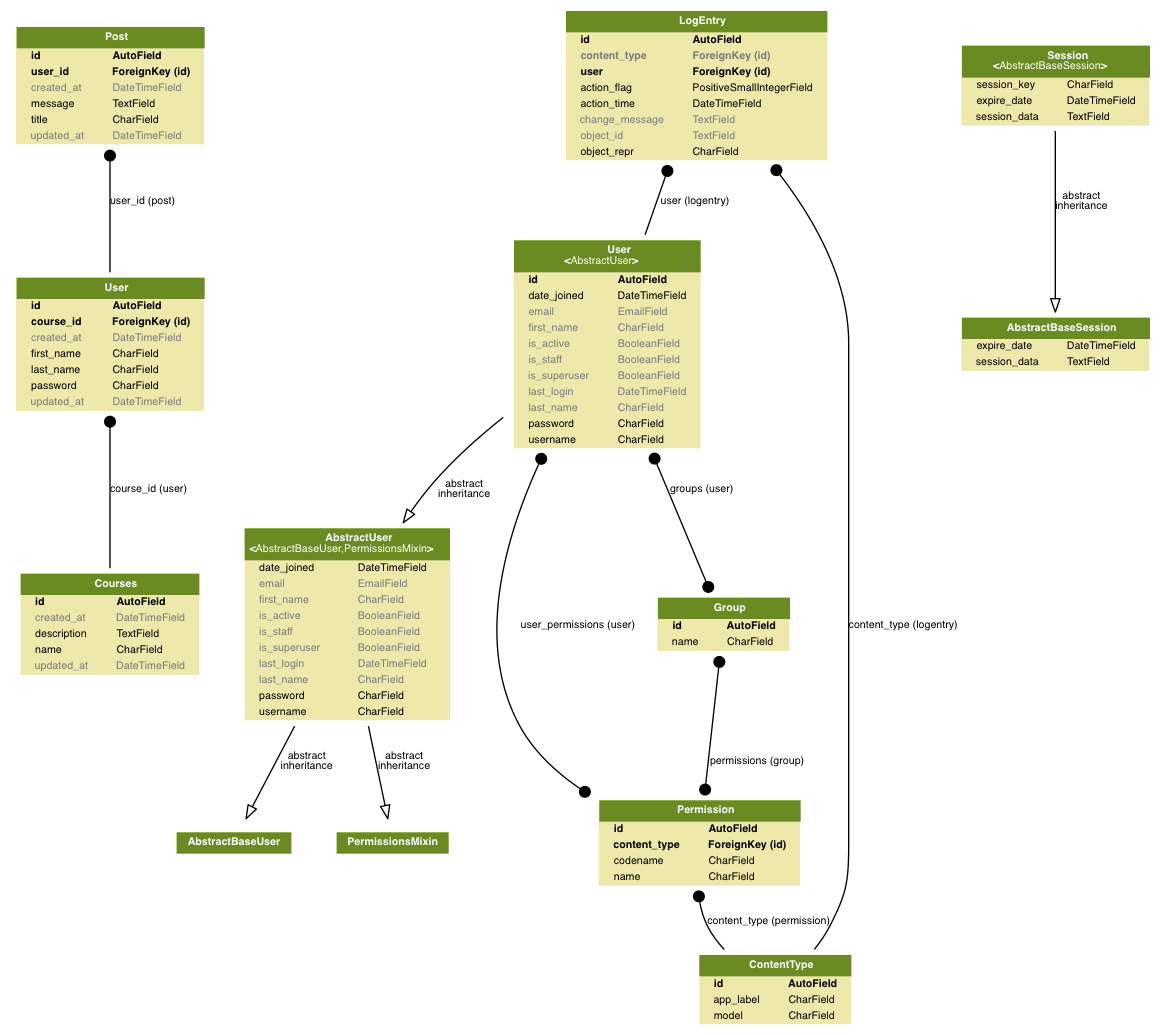 Post
id AutoField
user_id ForeignKey (id)
created_at DateTimeField
message TextField
title CharField
updated_at DateTimeField
user_id (post)
User
id AutoField
course_id ForeignKey (id)
created_at DateTimeField
first_name CharField
last_name CharField
password CharField
updated_at DateTimeField
course_id (user)
Courses
id AutoField
created_at DateTimeField
description TextField
name CharField
updated_at DateTimeField
LogEntry
id AutoField
content_type ForeignKey (id)
user ForeignKey (id)
action_flag PositiveSmallIntegerField
action_time DateTimeField
change_message TextField
object_id TextField
object_repr CharField
user (logentry)
User
<AbstractUser>
id AutoField
date_joined DateTimeField
email EmailField
first_name CharField
is_active BooleanField
is_staff BooleanField
is_superuser BooleanField
last_login DateTimeField
last_name CharField
password CharField
username CharField
abstract
inheritance
groups (user)
AbstractUser
<AbstractBaseUser,PermissionsMixin>
date_joined DateTimeField
email EmailField
first_name CharField
is_active BooleanField
is_staff BooleanField
is_superuser BooleanField
last_login DateTimeField
last_name CharField
password CharField
username CharField
abstract
inheritance
abstract
inheritance
AbstractBaseUser
PermissionsMixin
user_permissions (user)
Group
id AutoField
name CharField
content_type (logentry)
permissions (group)
Permission
id AutoField
content_type ForeignKey (id)
codename CharField
name CharField
content_type (permission)
ContentType
id AutoField
app_label CharField
model CharField
Session
<AbstractBaseSession>
session_key CharField
expire_date DateTimeField
session_data TextField
abstract
inheritance
AbstractBaseSession
expire_date DateTimeField
session_data TextField